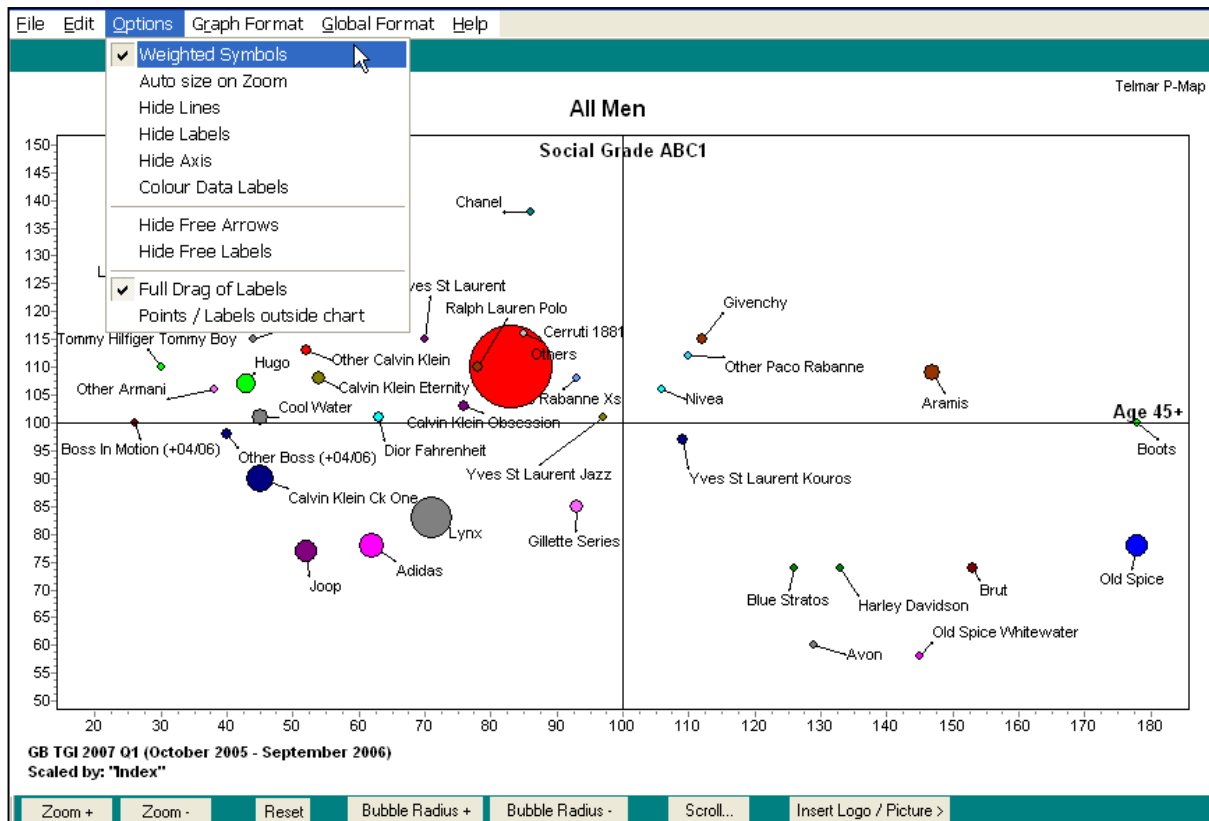 File Edit Options Graph Format Global Format Help
Weighted Symbols
Auto size on Zoom
Hide Lines
Hide Labels
Hide Axis
Colour Data Labels
Hide Free Arrows
Hide Free Labels
Full Drag of Labels
Points / Labels outside chart
Telmar P-Map
All Men
Social Grade ABC1
150
145
140
135
130
125
120
115
110
105
100
95
90
85
80
75
70
65
60
55
50
Chanel
St Laurent
Ralph Lauren Polo
Givenchy
Tommy Hilfiger Tommy Boy
Cerruti 1881
Others
Hugo
Other Calvin Klein
Other Paco Rabanne
Other Armani
Calvin Klein Eternity
Rabanne Xs
Nivea
Aramis
Cool Water
Calvin Klein Obsession
Age 45+
Boss In Motion (+04/06)
Other Boss (+04/06)
Dior Fahrenheit
Boots
Yves St Laurent Jazz
Yves St Laurent Kouros
Calvin Klein Ck One
Lynx
Gillette Series
Adidas
Joop
Old Spice
Brut
Blue Stratos
Harley Davidson
Old Spice Whitewater
Avon
20 30 40 50 60 70 80 90 100 110 120 130 140 150 160 170 180
GB TGI 2007 Q1 (October 2005 - September 2006)
Scaled by: "Index"
Zoom + Zoom - Reset Bubble Radius + Bubble Radius - Scroll... Insert Logo / Picture >